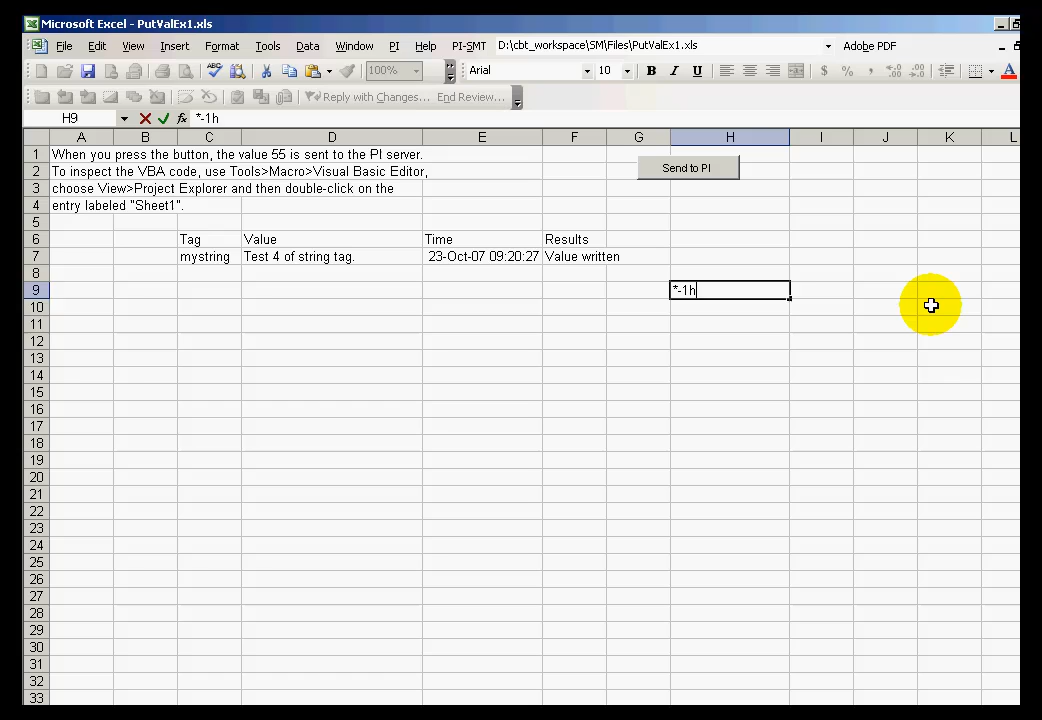 Microsoft Excel - PutValEx1.xls
File Edit View Insert Format Tools Data Window PI Help PI-SMT D:\cbt_workspace\SM\Files\PutValEx1.xls Adobe PDF
100% Arial 10 B I U $ % ,
Reply with Changes... End Review...
H9 fx *-1h
A B C D E F G H I J K L
1 When you press the button, the value 55 is sent to the PI server.
Send to PI
2 To inspect the VBA code, use Tools>Macro>Visual Basic Editor,
3 choose View>Project Explorer and then double-click on the
4 entry labeled "Sheet1".
5
6 Tag Value Time Results
7 mystring Test 4 of string tag. 23-Oct-07 09:20:27 Value written
8
9 *-1h
10
11
12
13
14
15
16
17
18
19
20
21
22
23
24
25
26
27
28
29
30
31
32
33